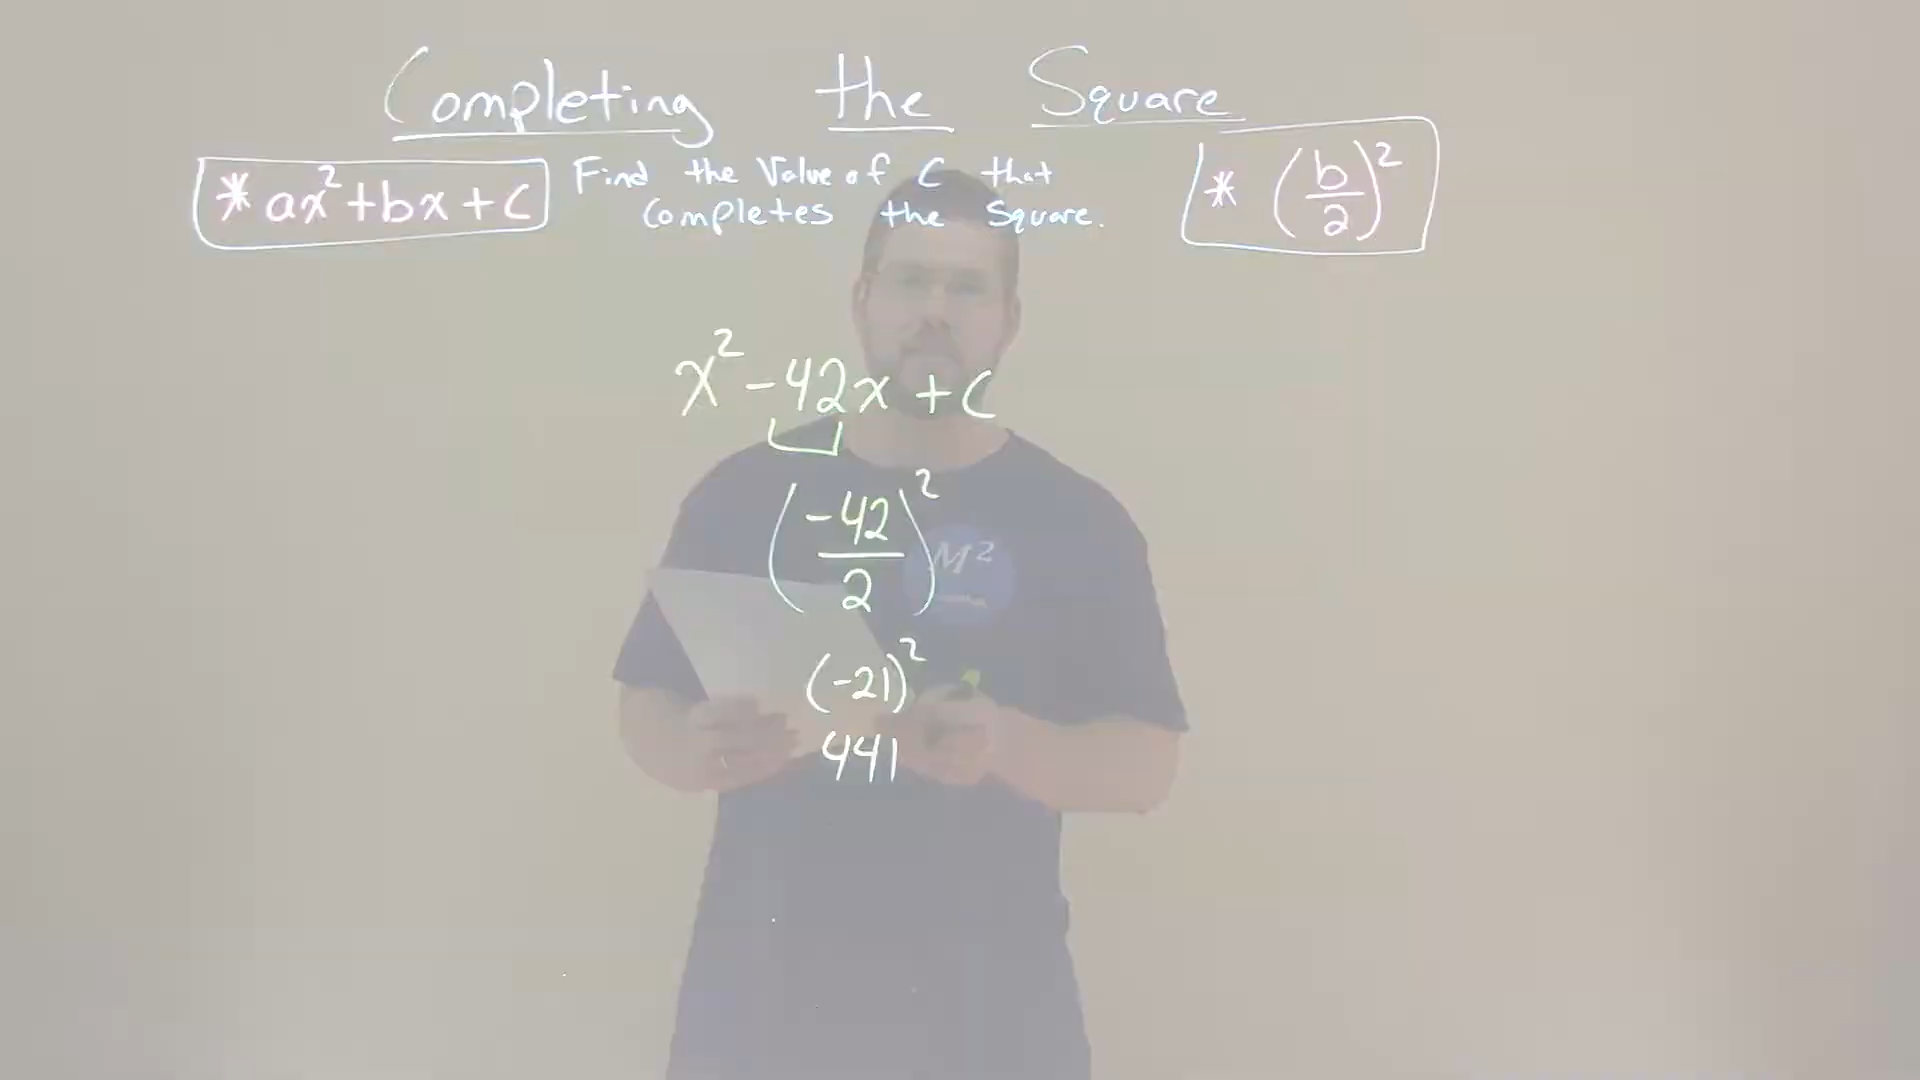 Completing the Square
* ax²+bx+c
Find the Value of C that
Completes the Square.
* (b/2)²
x² -42x + C
(-42/2)²
M²
(-21)²
441